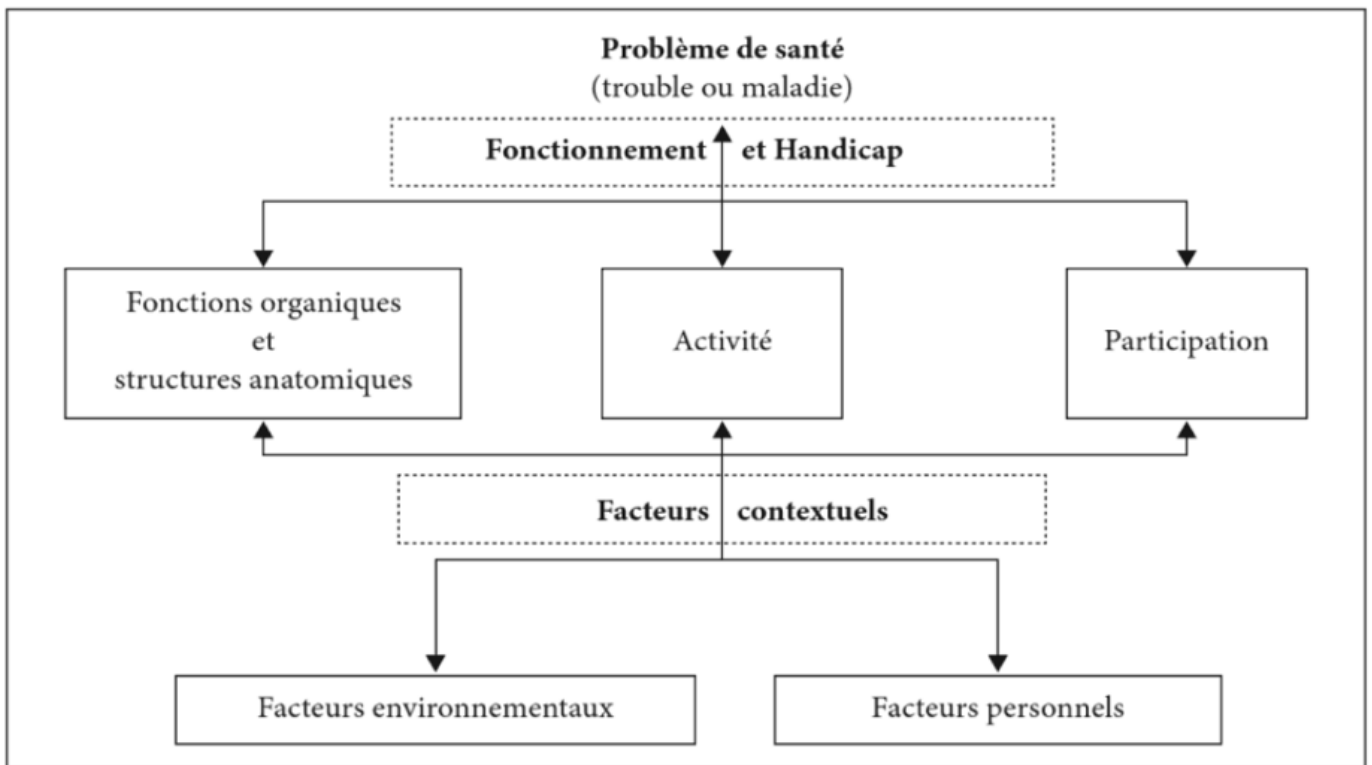 Problème de santé
(trouble ou maladie)
Fonctionnement et Handicap
Fonctions organiques
et
structures anatomiques
Activité
Participation
Facteurs contextuels
Facteurs environnementaux
Facteurs personnels